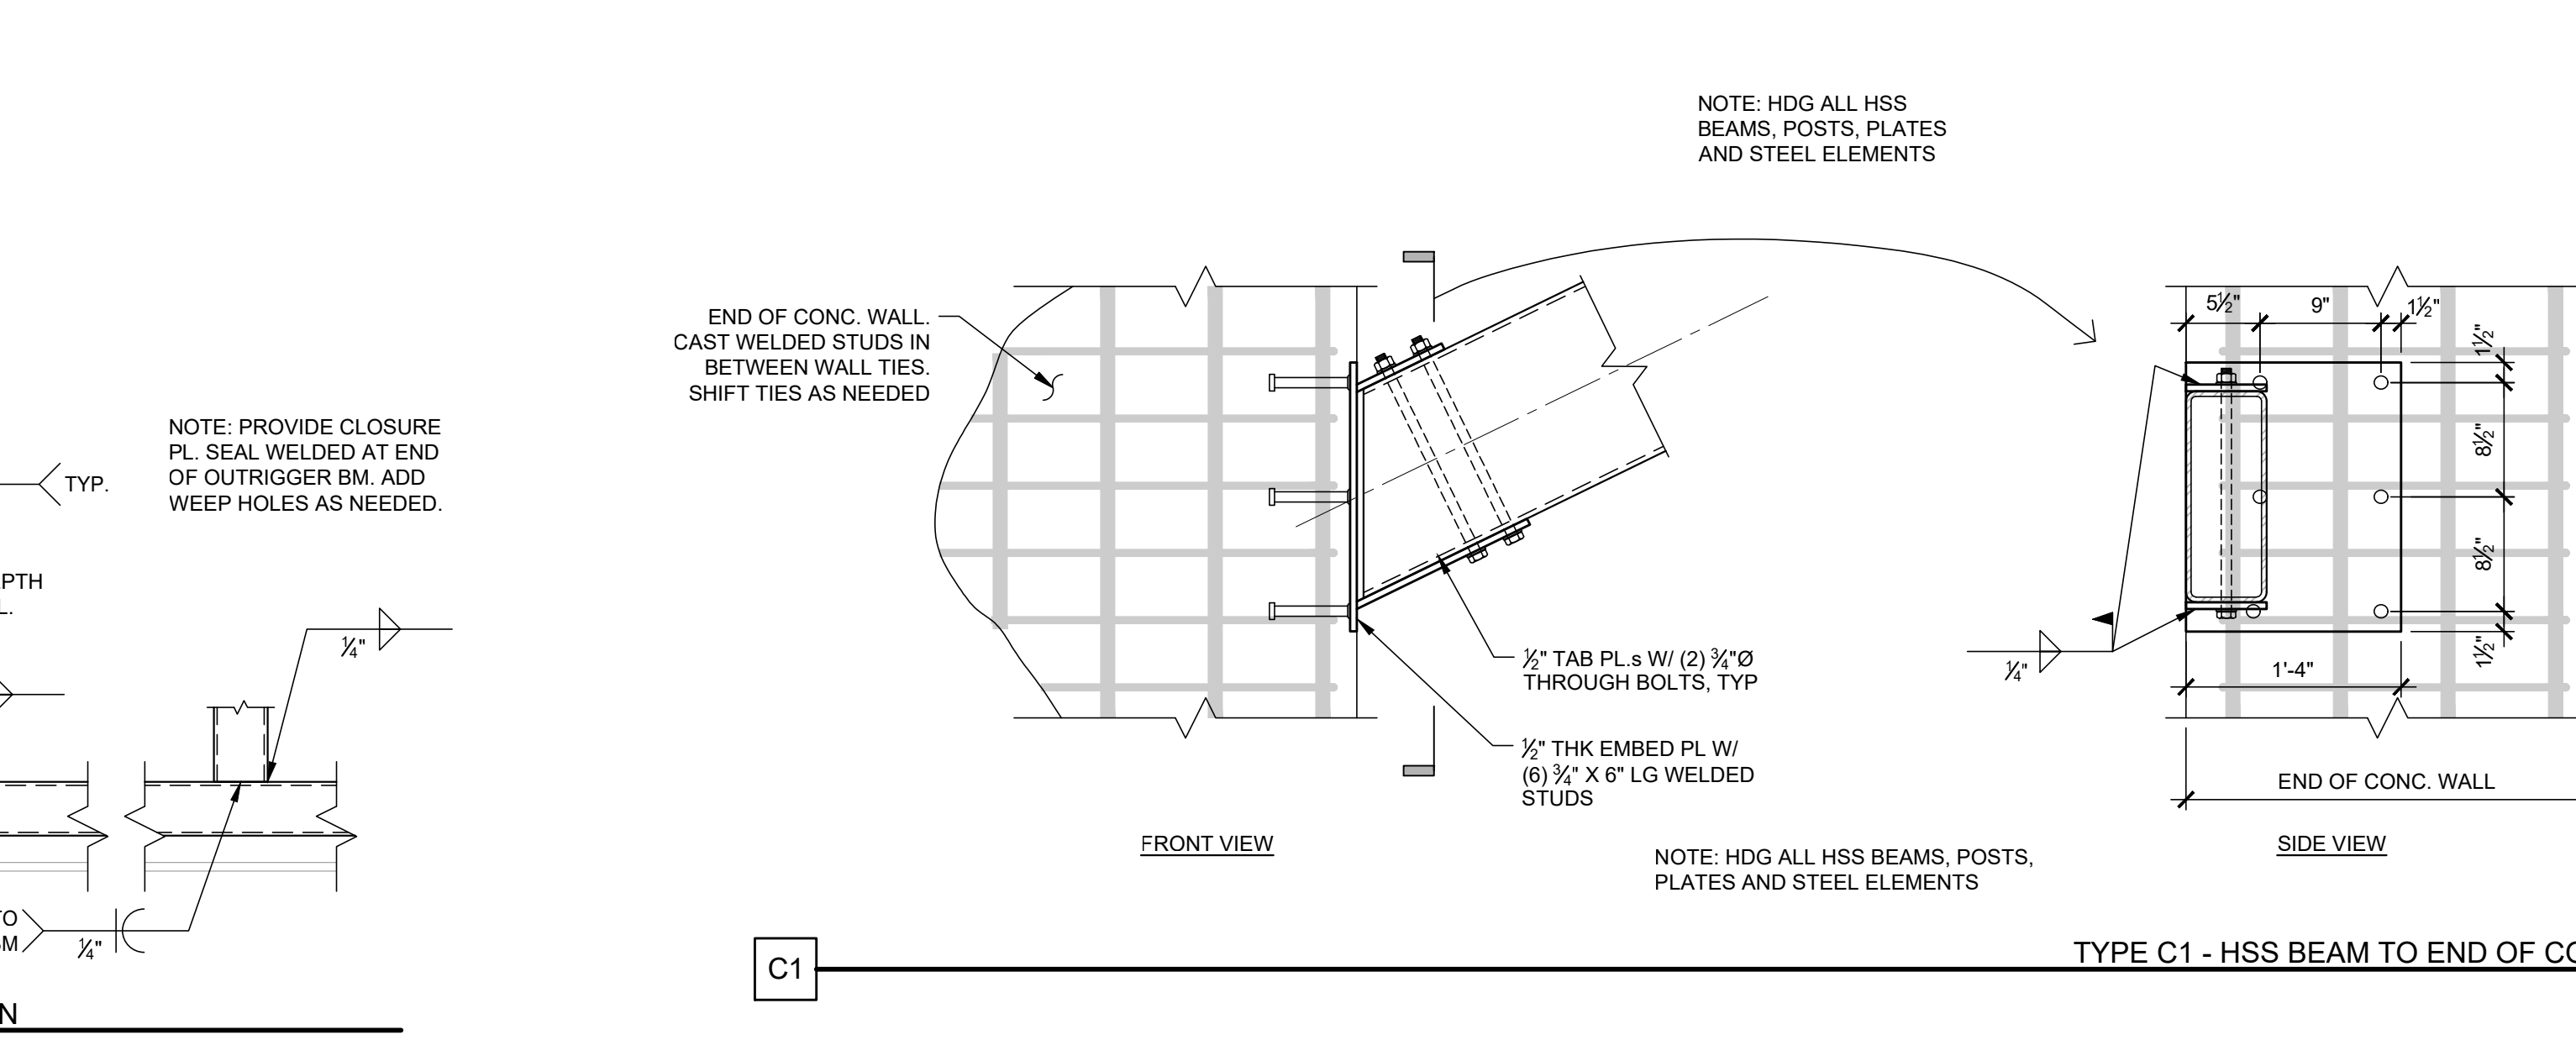 NOTE: HDG ALL HSS
BEAMS, POSTS, PLATES
AND STEEL ELEMENTS
END OF CONC. WALL.
CAST WELDED STUDS IN
BETWEEN WALL TIES.
SHIFT TIES AS NEEDED
5½"
9"
1½"
1½"
8½"
8½"
1½"
1'-4"
¼"
END OF CONC. WALL
SIDE VIEW
NOTE: PROVIDE CLOSURE
PL. SEAL WELDED AT END
OF OUTRIGGER BM. ADD
WEEP HOLES AS NEEDED.
TYP.
PTH
L.
¼"
½" TAB PL.s W/ (2) ¾"Ø
THROUGH BOLTS, TYP
½" THK EMBED PL W/
(6) ¾" X 6" LG WELDED
STUDS
FRONT VIEW
NOTE: HDG ALL HSS BEAMS, POSTS,
PLATES AND STEEL ELEMENTS
TO
BM
¼"
N
C1
TYPE C1 - HSS BEAM TO END OF CO